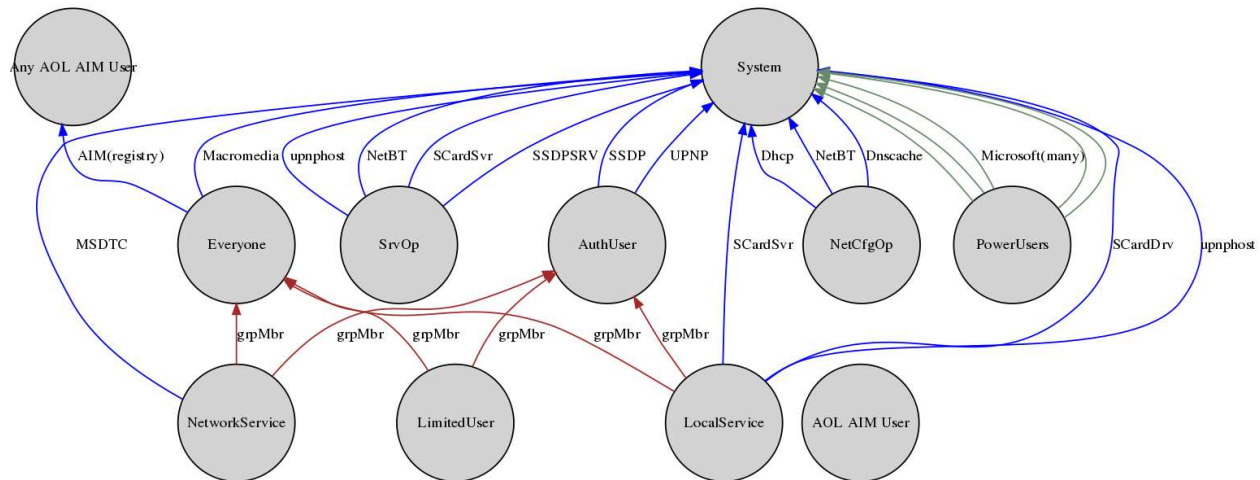 Any AOL AIM User
System
AIM(registry)
Macromedia
upnphost
NetBT
SCardSvr
SSDPSRV
SSDP
UPNP
Dhcp
NetBT
Dnscache
Microsoft(many)
MSDTC
Everyone
SrvOp
AuthUser
SCardSvr
NetCfgOp
PowerUsers
SCardDrv
upnphost
grpMbr
grpMbr
grpMbr
grpMbr
grpMbr
grpMbr
NetworkService
LimitedUser
LocalService
AOL AIM User